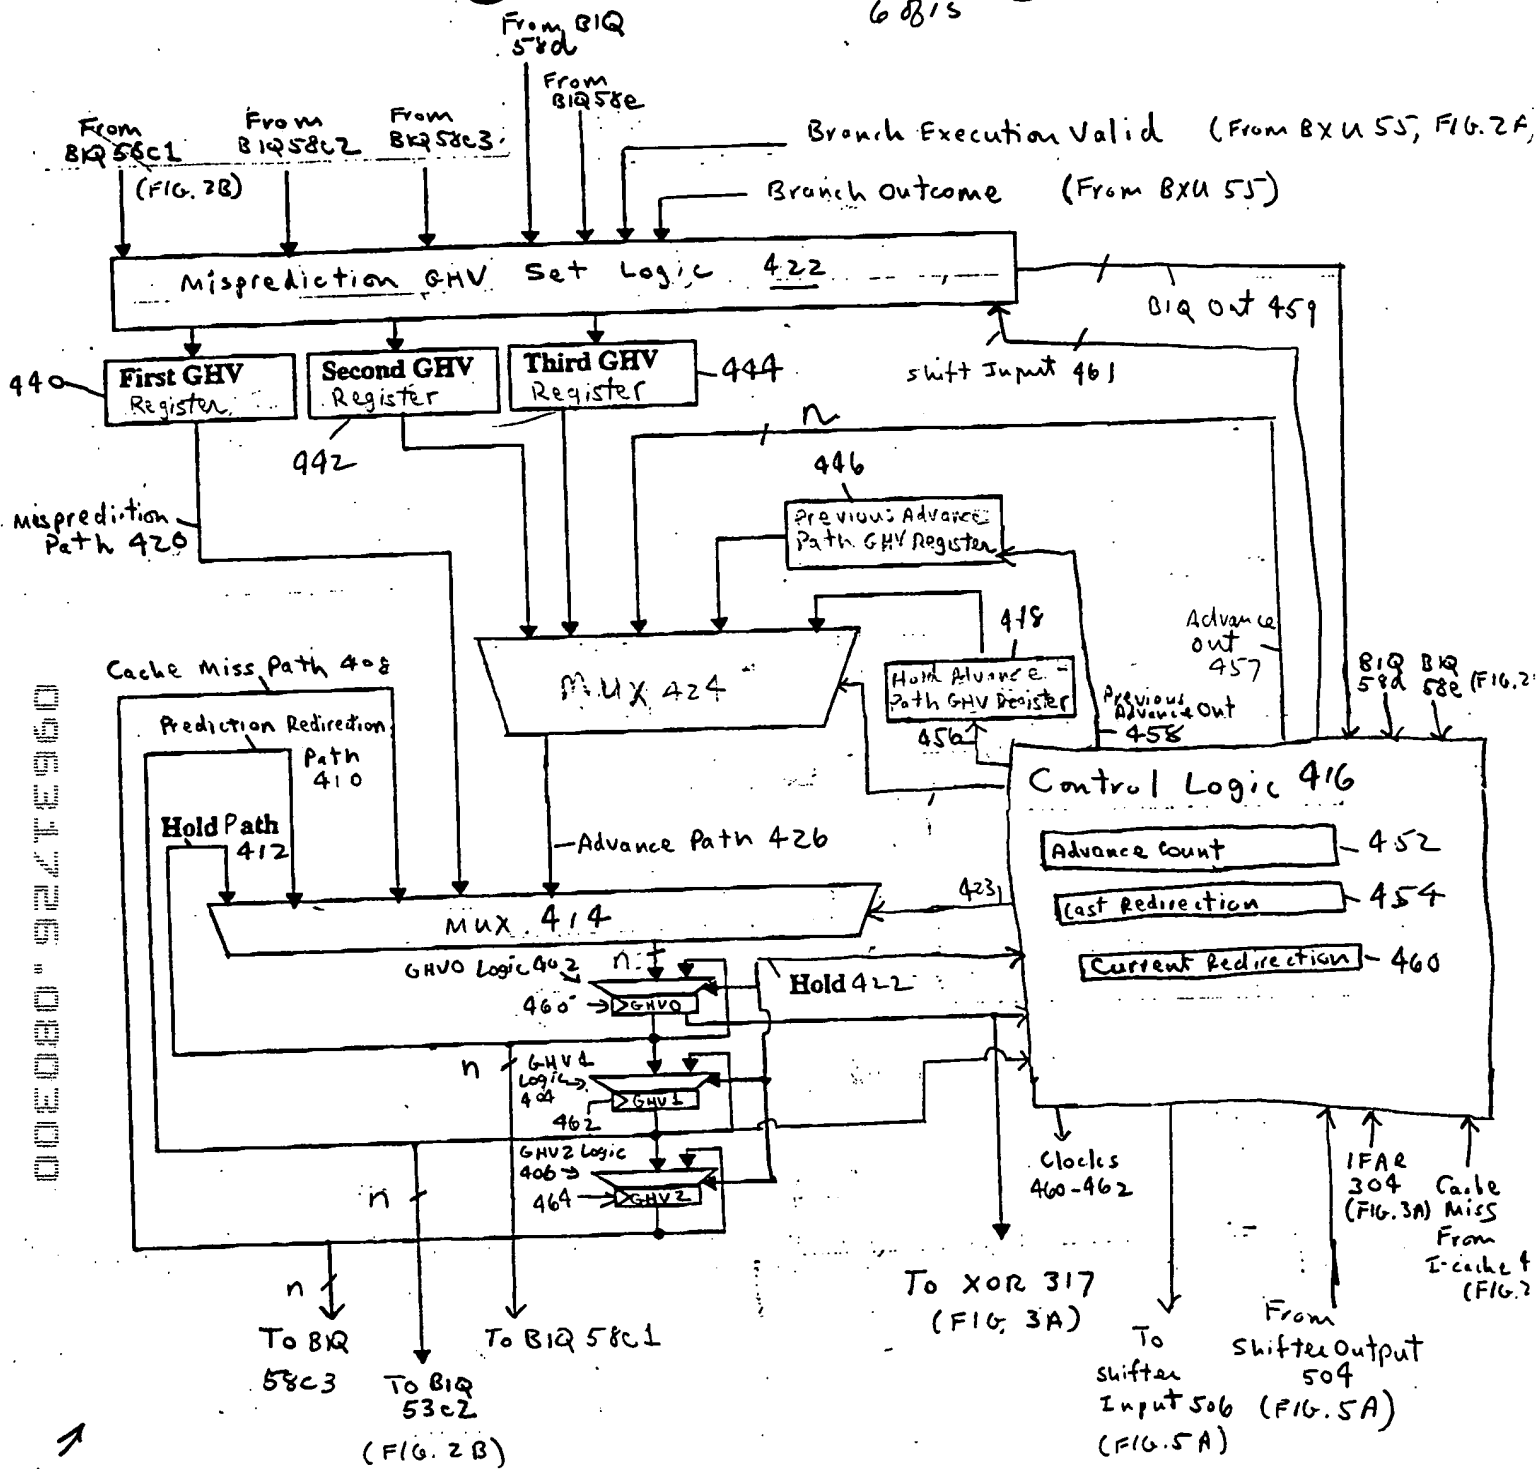 6 of 15
From BIQ
58d
From
BIQ58e
From
BIQ 58c1
(FIG. 2B)
From
BIQ58c2
From
BIQ58c3
Branch Execution Valid (From BXU 55, FIG. 2A,
Branch Outcome (From BXU 55)
Misprediction GHV Set Logic 422
BIQ Out 459
Shift Input 461
440
First GHV
Register
Second GHV
Register
Third GHV
Register
444
442
n
446
Previous Advance
Path GHV Register
Misprediction
Path 420
418
Hold Advance
Path GHV Register
456
Advance
Out
457
Previous
Advance Out
458
BIQ
58d
BIQ
58e
(FIG. 2
MUX 424
Cache Miss Path 408
Prediction Redirection
Path
410
Hold Path
412
Advance Path 426
Control Logic 416
Advance Count
452
Last Redirection
454
Current Redirection
460
423
MUX 414
n
GHV0 Logic 402
460
GHV0
Hold 422
n
GHV1
Logic
404
GHV1
462
GHV2 Logic
406
464
GHV2
n
n
Clocks
460-462
IFAR
304
(FIG. 3A)
Cache
Miss
From
I-cache 4
(FIG. 2
To BIQ
58c3
To BIQ
53c2
(FIG. 2B)
To BIQ 58c1
To XOR 317
(FIG. 3A)
To
Shifter
Input 506
(FIG. 5A)
From
Shifter Output
504
(FIG. 5A)